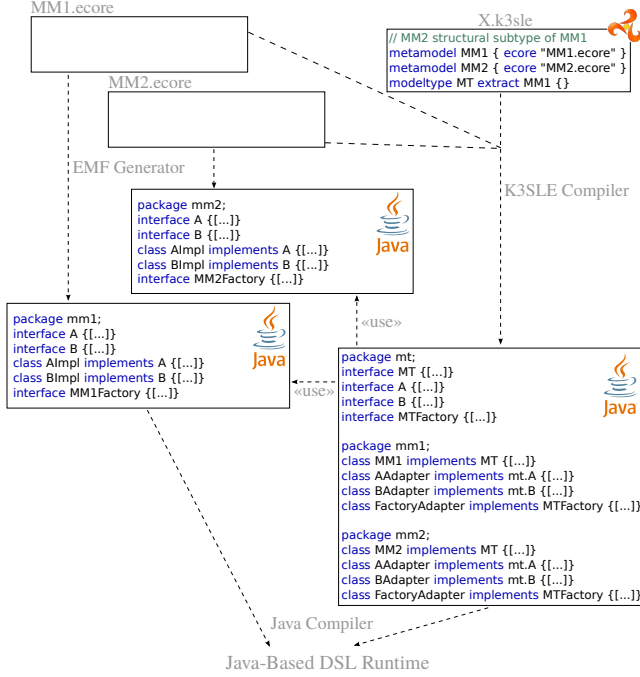 MM1.ecore
X.k3sle
// MM2 structural subtype of MM1
metamodel MM1 { ecore "MM1.ecore" }
metamodel MM2 { ecore "MM2.ecore" }
modeltype MT extract MM1 {}
MM2.ecore
EMF Generator
K3SLE Compiler
package mm2;
interface A {[...]}
interface B {[...]}
class AImpl implements A {[...]}
class BImpl implements B {[...]}
interface MM2Factory {[...]}
Java
«use»
package mm1;
interface A {[...]}
interface B {[...]}
class AImpl implements A {[...]}
class BImpl implements B {[...]}
interface MM1Factory {[...]}
Java
«use»
package mt;
interface MT {[...]}
interface A {[...]}
interface B {[...]}
interface MTFactory {[...]}
Java
package mm1;
class MM1 implements MT {[...]}
class AAdapter implements mt.A {[...]}
class BAdapter implements mt.B {[...]}
class FactoryAdapter implements MTFactory {[...]}
package mm2;
class MM2 implements MT {[...]}
class AAdapter implements mt.A {[...]}
class BAdapter implements mt.B {[...]}
class FactoryAdapter implements MTFactory {[...]}
Java Compiler
Java-Based DSL Runtime